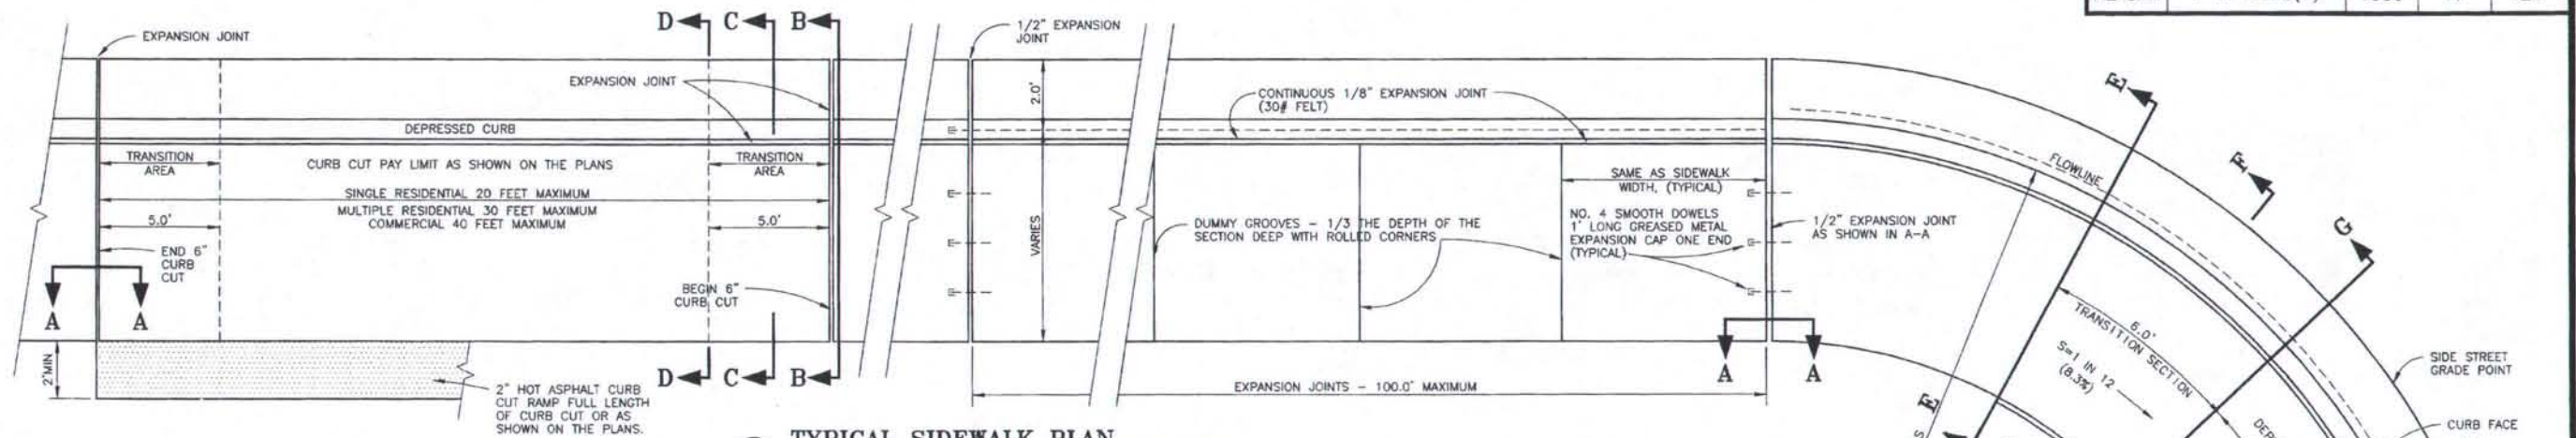 D C B
EXPANSION JOINT
1/2" EXPANSION
JOINT
EXPANSION JOINT
2.0'
CONTINUOUS 1/8" EXPANSION JOINT
(30# FELT)
E
DEPRESSED CURB
TRANSITION
AREA
CURB CUT PAY LIMIT AS SHOWN ON THE PLANS
TRANSITION
AREA
SINGLE RESIDENTIAL 20 FEET MAXIMUM
MULTIPLE RESIDENTIAL 30 FEET MAXIMUM
COMMERCIAL 40 FEET MAXIMUM
5.0'
5.0'
END 6"
CURB
CUT
BEGIN 6"
CURB CUT
A A
VARIES
DUMMY GROOVES - 1/3 THE DEPTH OF THE
SECTION DEEP WITH ROLLED CORNERS
SAME AS SIDEWALK
WIDTH, (TYPICAL)
NO. 4 SMOOTH DOWELS
1' LONG GREASED METAL
EXPANSION CAP ONE END
(TYPICAL)
1/2" EXPANSION JOINT
AS SHOWN IN A-A
FLOWLINE
F
G
6.0'
TRANSITION SECTION
S=1 IN 12
(8.3%)
SIDE STREET
GRADE POINT
CURB FACE
2"MIN
2" HOT ASPHALT CURB
CUT RAMP FULL LENGTH
OF CURB CUT OR AS
SHOWN ON THE PLANS.
D C B
EXPANSION JOINTS - 100.0' MAXIMUM
A A
E
TYPICAL SIDEWALK PLAN